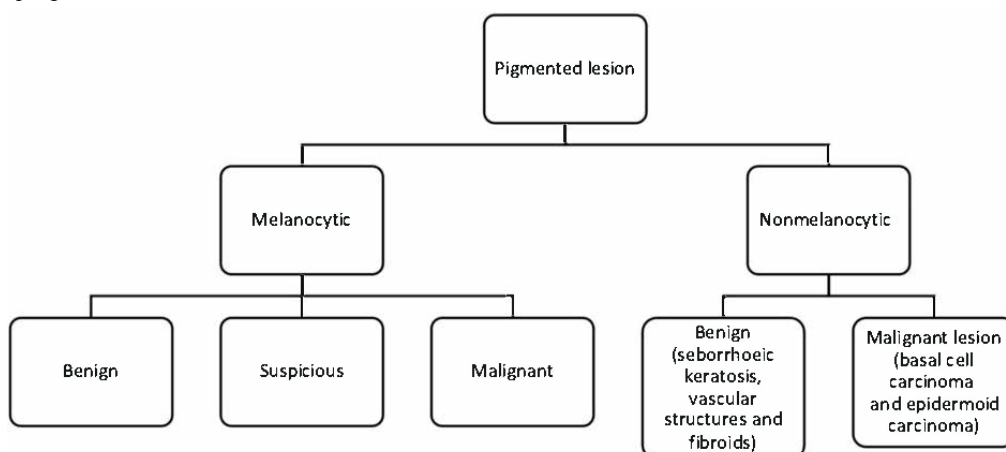 Pigmented lesion
Melanocytic
Nonmelanocytic
Benign
Suspicious
Malignant
Benign
(seborrhoeic
keratosis,
vascular
structures and
fibroids)
Malignant lesion
(basal cell
carcinoma
and epidermoid
carcinoma)